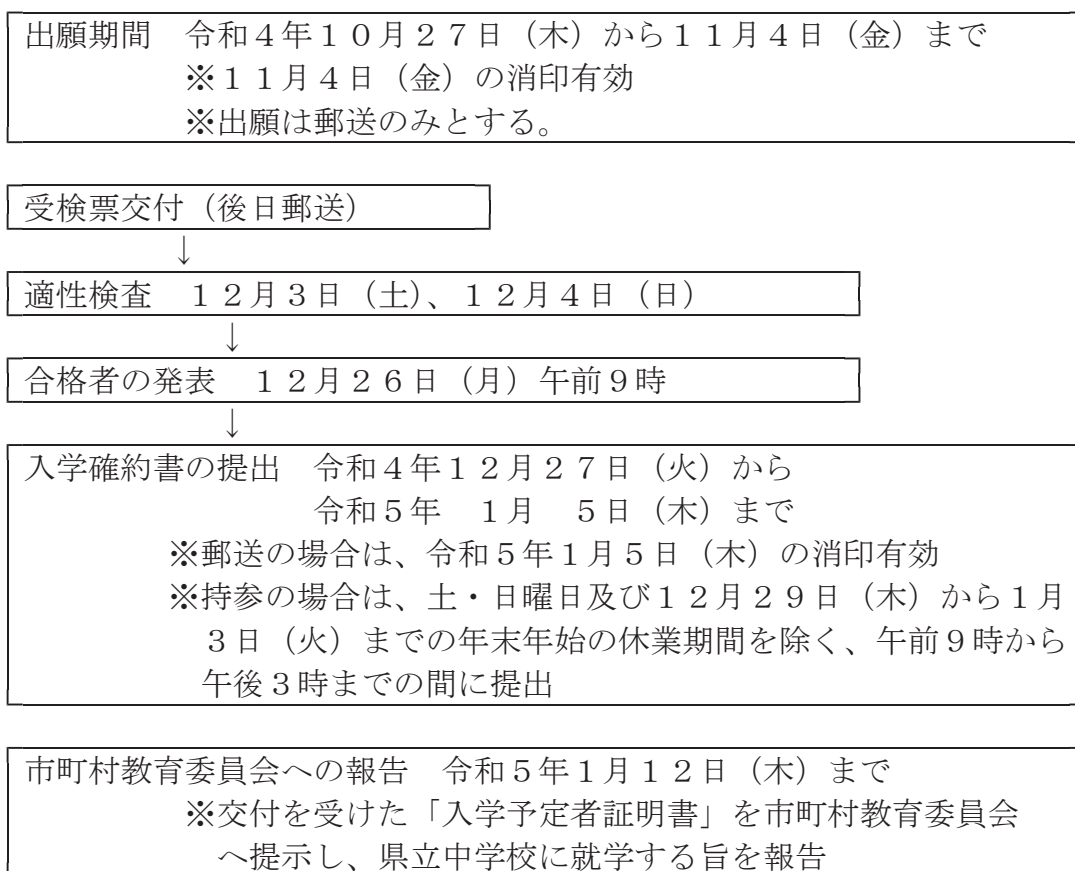 出願期間　令和４年１０月２７日（木）から１１月４日（金）まで
※１１月４日（金）の消印有効
※出願は郵送のみとする。
受検票交付（後日郵送）
↓
適性検査　１２月３日（土）、１２月４日（日）
↓
合格者の発表　１２月２６日（月）午前９時
↓
入学確約書の提出　令和４年１２月２７日（火）から
令和５年　１月　５日（木）まで
※郵送の場合は、令和５年１月５日（木）の消印有効
※持参の場合は、土・日曜日及び１２月２９日（木）から１月
３日（火）までの年末年始の休業期間を除く、午前９時から
午後３時までの間に提出
市町村教育委員会への報告　令和５年１月１２日（木）まで
※交付を受けた「入学予定者証明書」を市町村教育委員会
へ提示し、県立中学校に就学する旨を報告